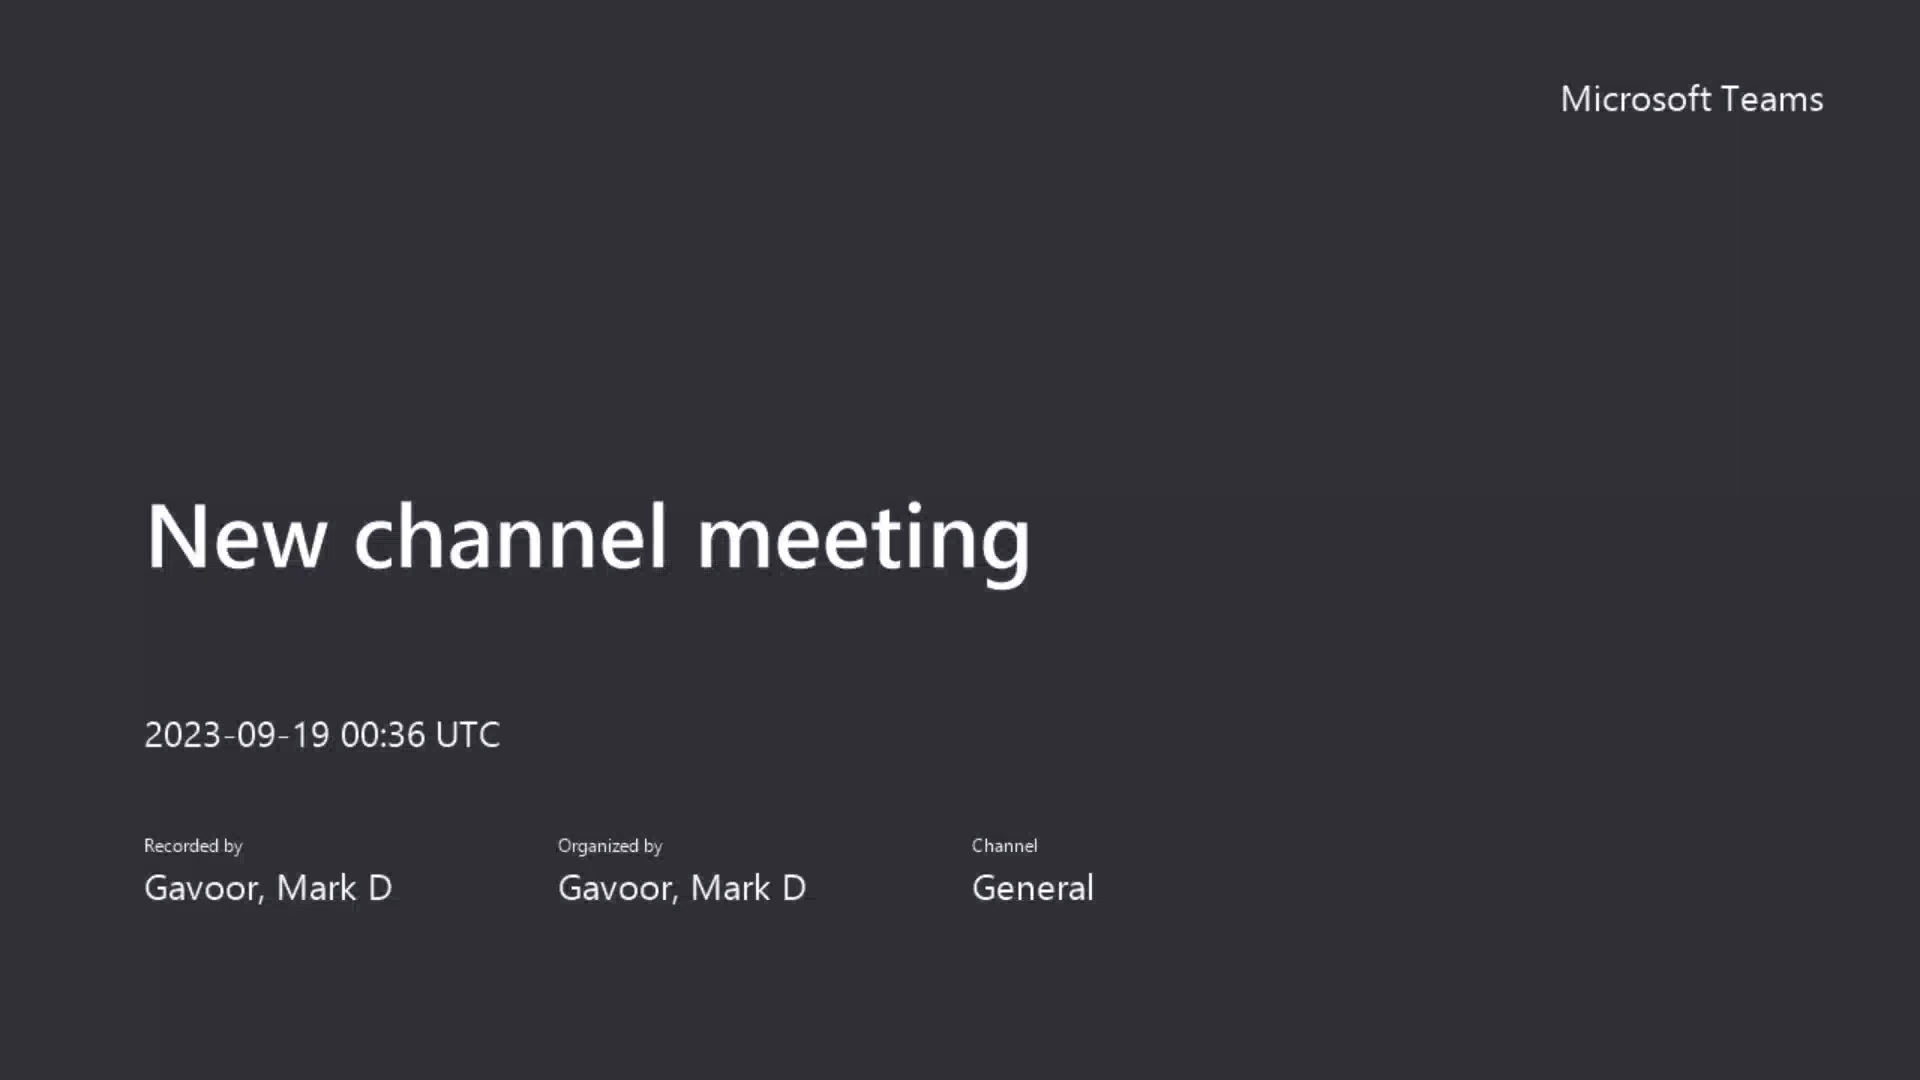 Microsoft Teams
New channel meeting
2023-09-19 00:36 UTC
Recorded by
Gavoor, Mark D
Organized by
Gavoor, Mark D
Channel
General